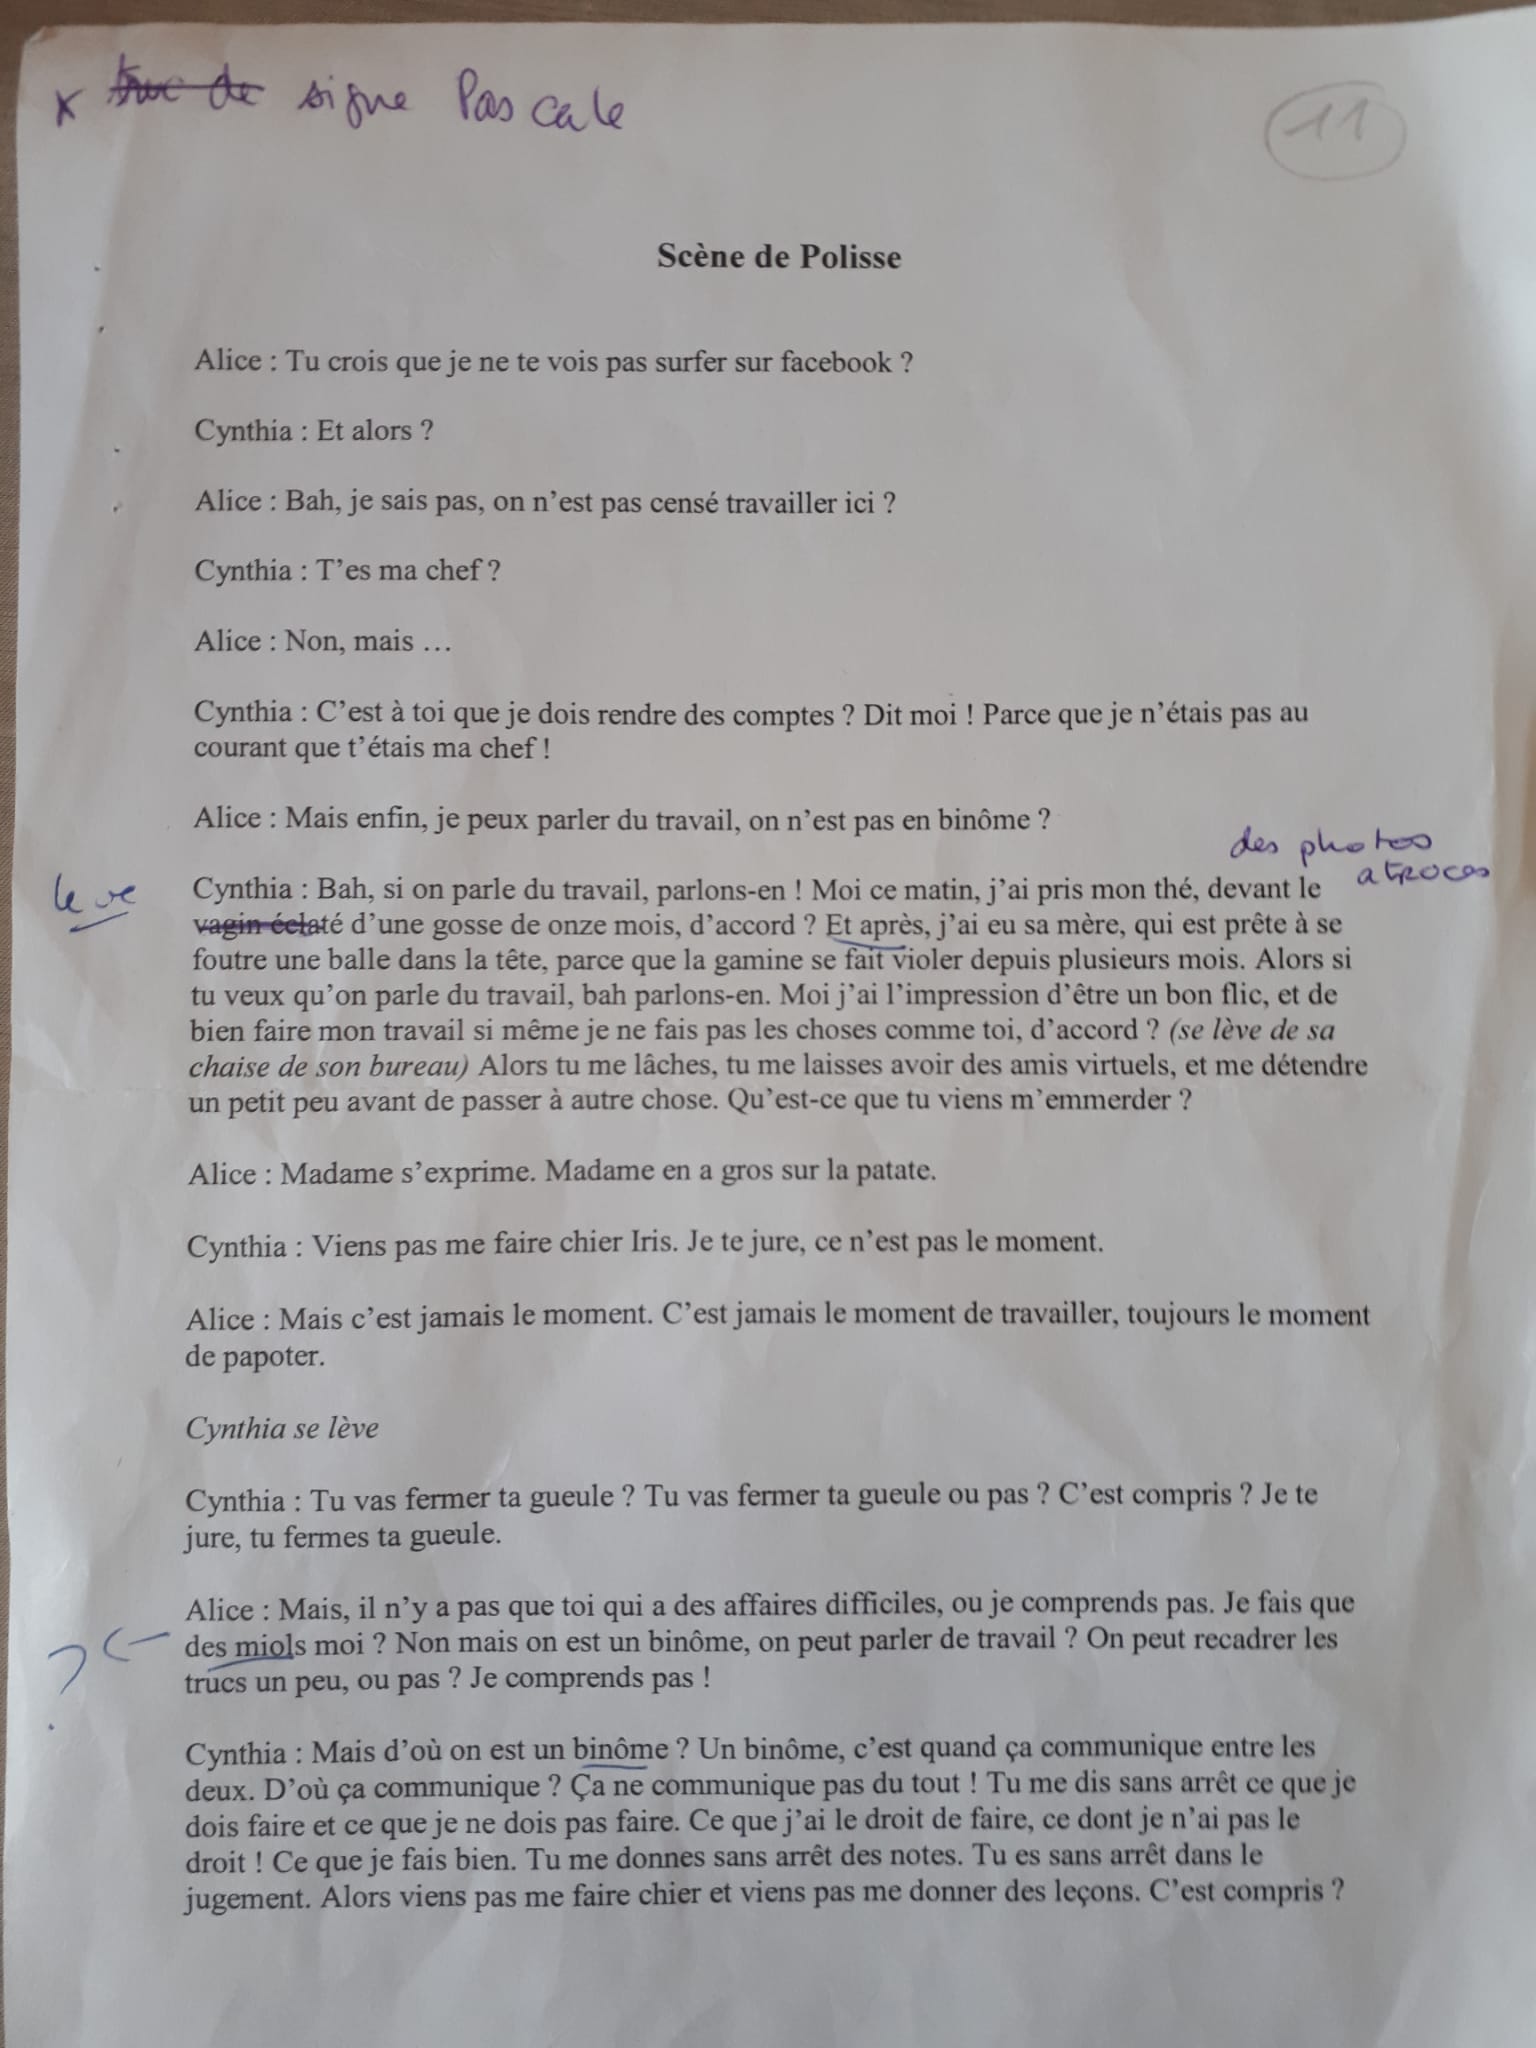 x truc de signe Pascale
11
Scène de Polisse
Alice : Tu crois que je ne te vois pas surfer sur facebook ?
Cynthia : Et alors ?
Alice : Bah, je sais pas, on n’est pas censé travailler ici ?
Cynthia : T’es ma chef ?
Alice : Non, mais …
Cynthia : C’est à toi que je dois rendre des comptes ? Dit moi ! Parce que je n’étais pas au
courant que t’étais ma chef !
Alice : Mais enfin, je peux parler du travail, on n’est pas en binôme ?
des photos
atroces
Cynthia : Bah, si on parle du travail, parlons-en ! Moi ce matin, j’ai pris mon thé, devant le
vagin éclaté d’une gosse de onze mois, d’accord ? Et après, j’ai eu sa mère, qui est prête à se
foutre une balle dans la tête, parce que la gamine se fait violer depuis plusieurs mois. Alors si
tu veux qu’on parle du travail, bah parlons-en. Moi j’ai l’impression d’être un bon flic, et de
bien faire mon travail si même je ne fais pas les choses comme toi, d’accord ? (se lève de sa
chaise de son bureau) Alors tu me lâches, tu me laisses avoir des amis virtuels, et me détendre
un petit peu avant de passer à autre chose. Qu’est-ce que tu viens m’emmerder ?
Alice : Madame s’exprime. Madame en a gros sur la patate.
Cynthia : Viens pas me faire chier Iris. Je te jure, ce n’est pas le moment.
Alice : Mais c’est jamais le moment. C’est jamais le moment de travailler, toujours le moment
de papoter.
Cynthia se lève
Cynthia : Tu vas fermer ta gueule ? Tu vas fermer ta gueule ou pas ? C’est compris ? Je te
jure, tu fermes ta gueule.
Alice : Mais, il n’y a pas que toi qui a des affaires difficiles, ou je comprends pas. Je fais que
? des miols moi ? Non mais on est un binôme, on peut parler de travail ? On peut recadrer les
trucs un peu, ou pas ? Je comprends pas !
Cynthia : Mais d’où on est un binôme ? Un binôme, c’est quand ça communique entre les
deux. D’où ça communique ? Ça ne communique pas du tout ! Tu me dis sans arrêt ce que je
dois faire et ce que je ne dois pas faire. Ce que j’ai le droit de faire, ce dont je n’ai pas le
droit ! Ce que je fais bien. Tu me donnes sans arrêt des notes. Tu es sans arrêt dans le
jugement. Alors viens pas me faire chier et viens pas me donner des leçons. C’est compris ?